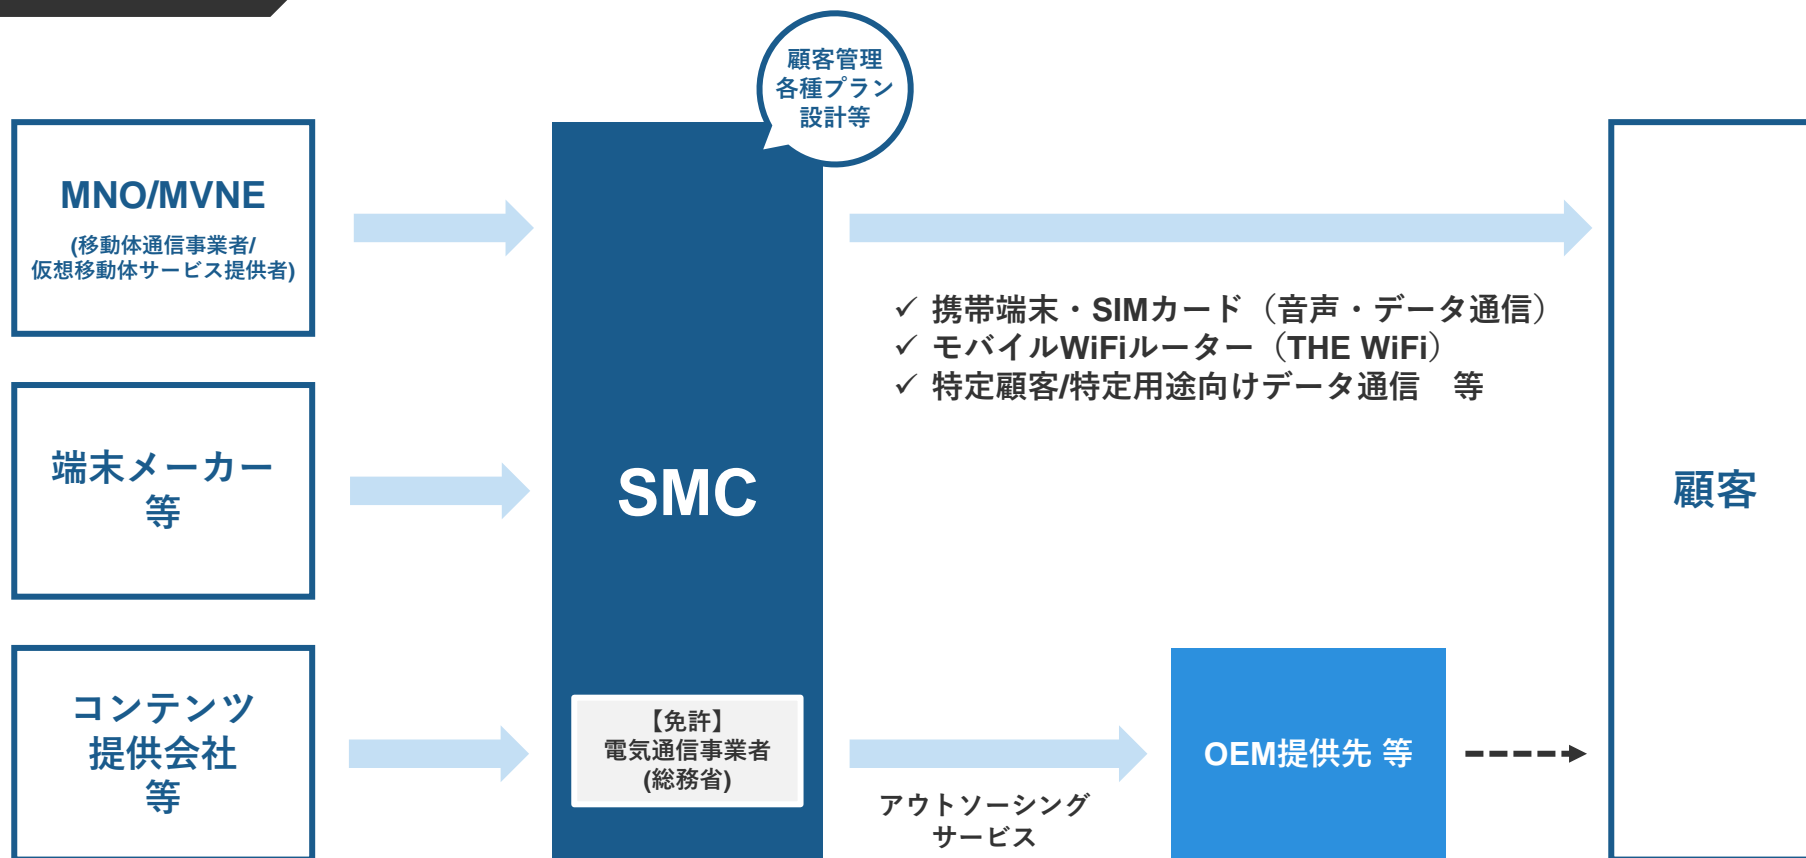 顧客管理
各種プラン
設計等
MNO/MVNE
(移動体通信事業者/
仮想移動体サービス提供者)
端末メーカー
等
コンテンツ
提供会社
等
SMC
【免許】
電気通信事業者
(総務省)
✓ 携帯端末・SIMカード（音声・データ通信）
✓ モバイルWiFiルーター（THE WiFi）
✓ 特定顧客/特定用途向けデータ通信　等
アウトソーシング
サービス
OEM提供先 等
顧客